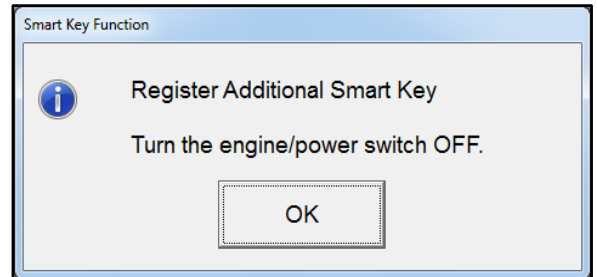 Smart Key Function
Register Additional Smart Key
Turn the engine/power switch OFF.
OK